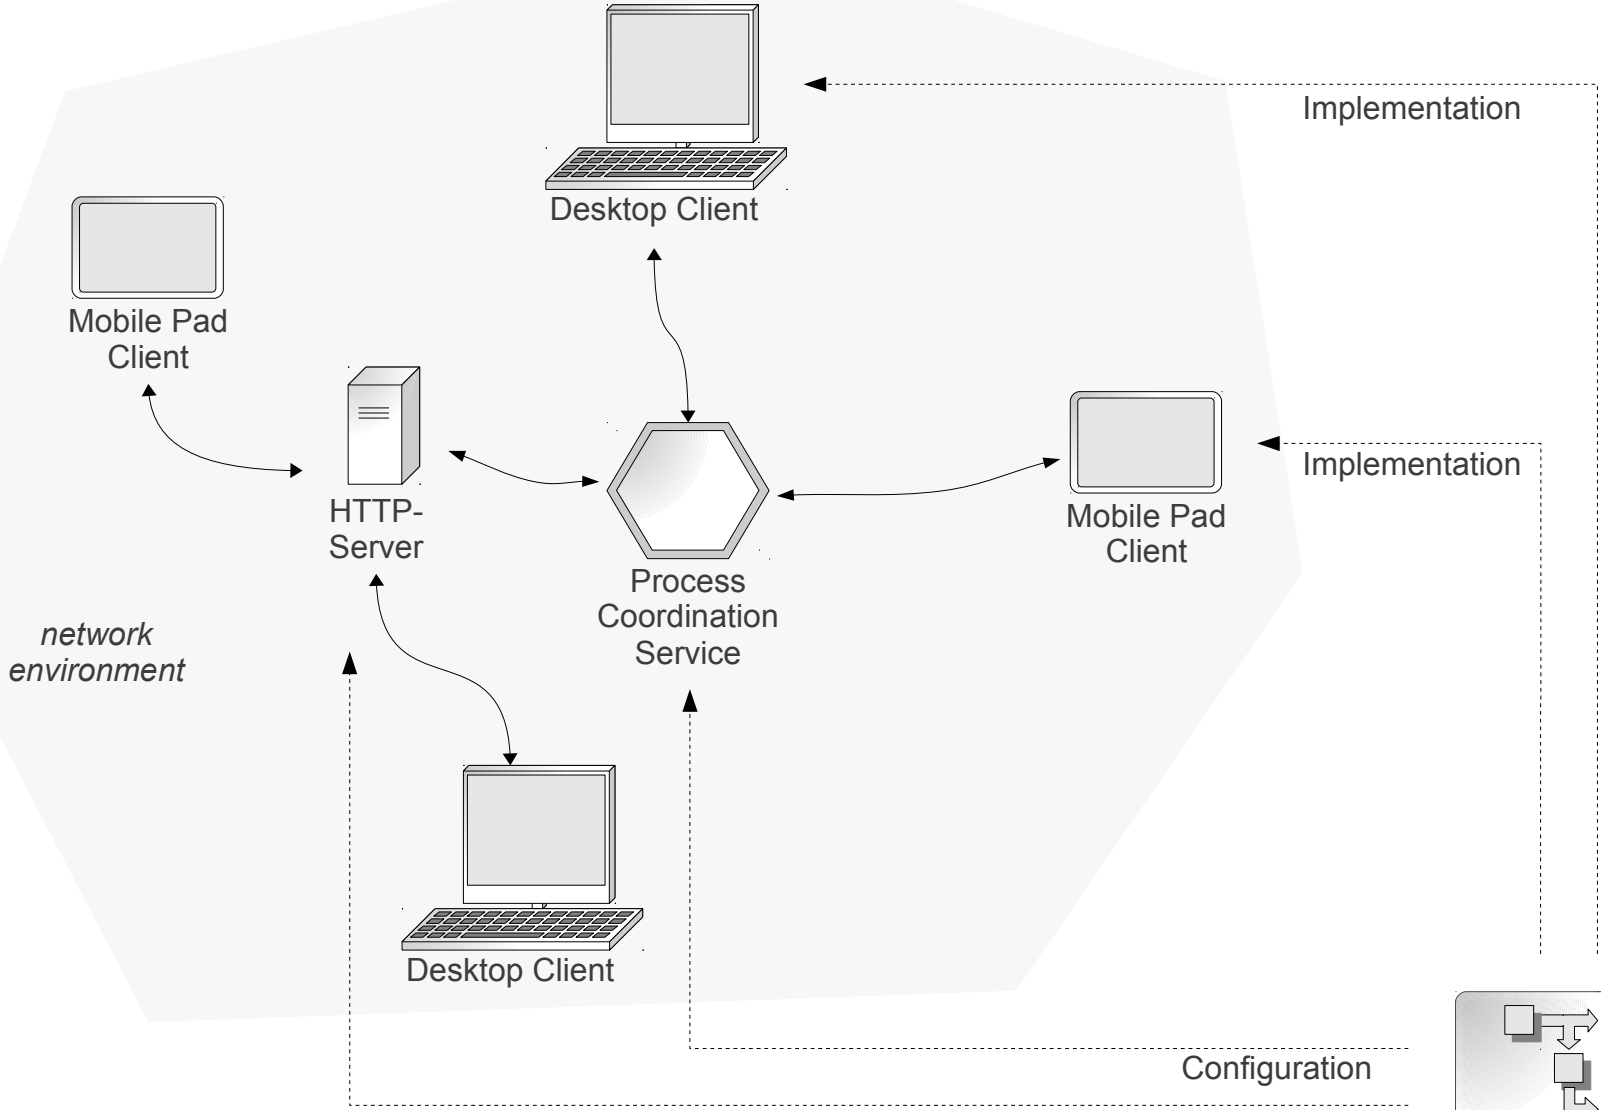 Implementation
Desktop Client
Mobile Pad
Client
Implementation
HTTP-
Server
Mobile Pad
Client
Process
Coordination
Service
network
environment
Desktop Client
Configuration